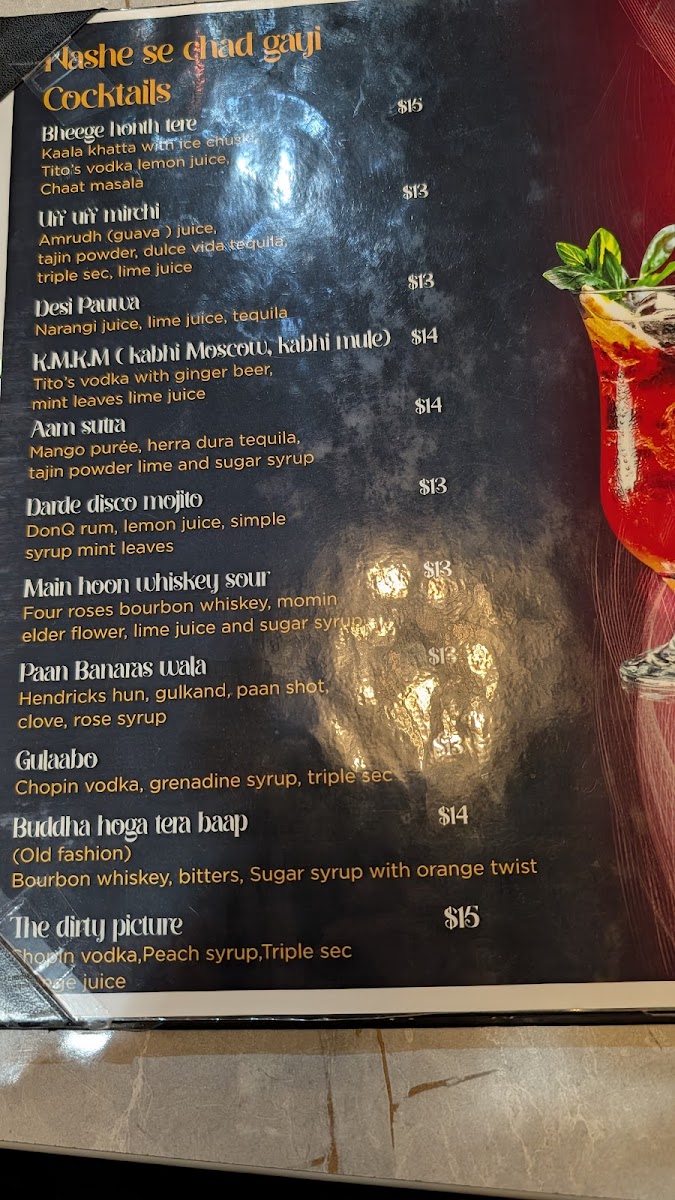 Nashe se chad gayi
Cocktails
Bheege honth tere $15
Kaala khatta with ice chuski,
Tito's vodka lemon juice,
Chaat masala
Uff uff mirchi $13
Amrudh (guava ) juice,
tajin powder, dulce vida tequila,
triple sec, lime juice
Desi Pauwa $13
Narangi juice, lime juice, tequila
K.M.K.M ( kabhi Moscow, kabhi mule) $14
Tito's vodka with ginger beer,
mint leaves lime juice
Aam sutra $14
Mango purée, herra dura tequila,
tajin powder lime and sugar syrup
Darde disco mojito $13
DonQ rum, lemon juice, simple
syrup mint leaves
Main hoon whiskey sour $13
Four roses bourbon whiskey, momin
elder flower, lime juice and sugar syrup
Paan Banaras wala $13
Hendricks hun, gulkand, paan shot,
clove, rose syrup
Gulaabo $13
Chopin vodka, grenadine syrup, triple sec
Buddha hoga tera baap $14
(Old fashion)
Bourbon whiskey, bitters, Sugar syrup with orange twist
The dirty picture $15
Chopin vodka,Peach syrup,Triple sec
juice